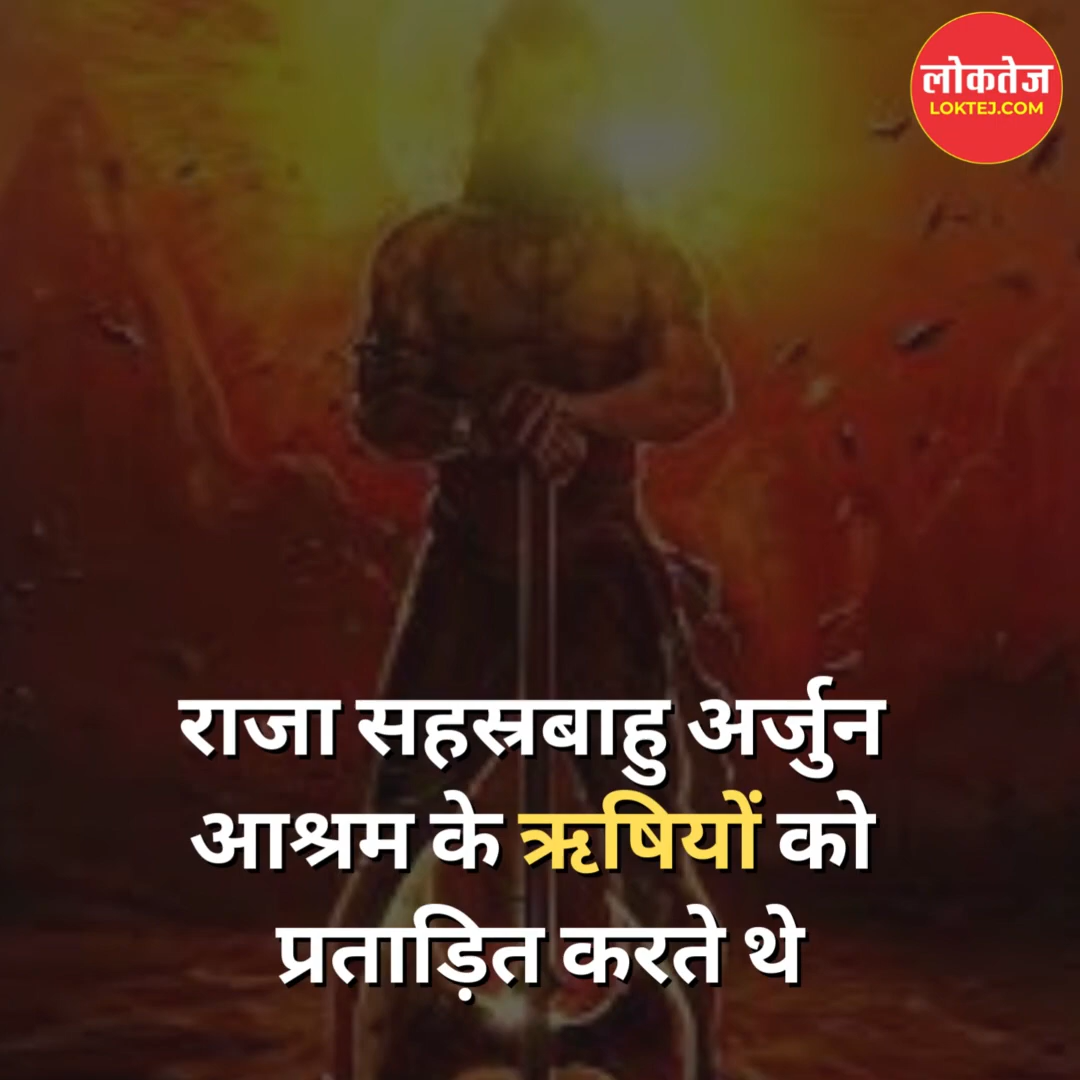 लोकतेज
LOKTEJ.COM
राजा सहस्रबाहु अर्जुन
आश्रम के ऋषियों को
प्रताड़ित करते थे